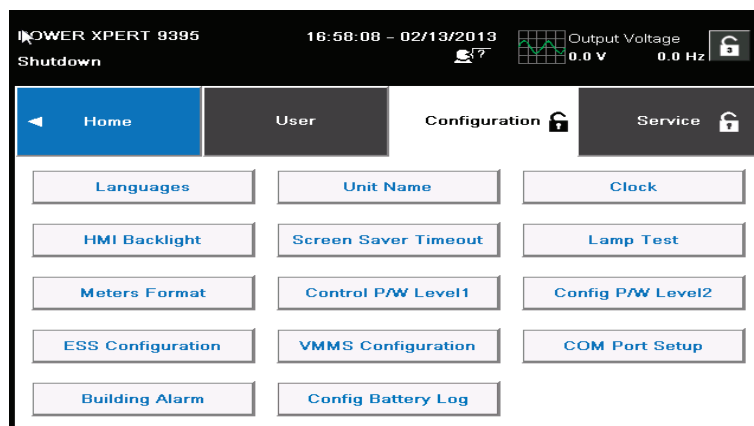 POWER XPERT 9395 16:58:08 - 02/13/2013 Output Voltage
Shutdown ? 0.0 V 0.0 Hz 3
Home User Configuration Service
Languages Unit Name Clock
HMI Backlight Screen Saver Timeout Lamp Test
Meters Format Control P/W Level1 Config P/W Level2
ESS Configuration VMMS Configuration COM Port Setup
Building Alarm Config Battery Log